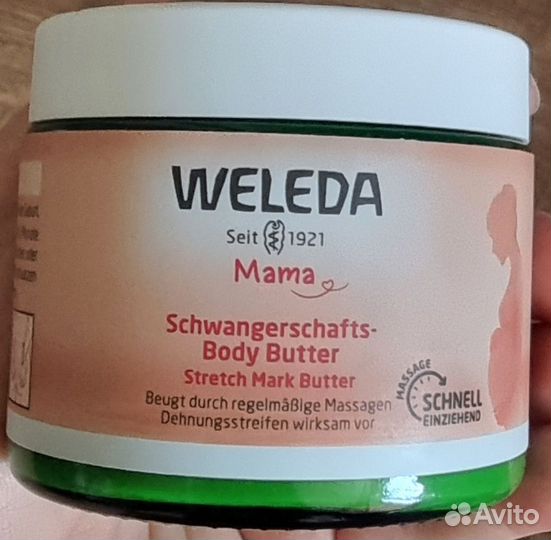 WELEDA
Seit 1921
Mama
Schwangerschafts-
Body Butter
Stretch Mark Butter
Beugt durch regelmäßige Massagen
Dehnungsstreifen wirksam vor
MASSAGE
SCHNELL
EINZIEHEND
Avito